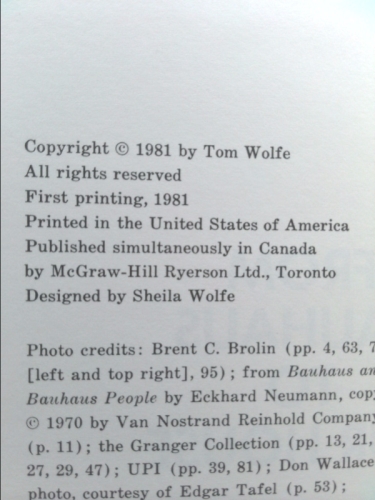 Copyright © 1981 by Tom Wolfe
All rights reserved
First printing, 1981
Printed in the United States of America
Published simultaneously in Canada
by McGraw-Hill Ryerson Ltd., Toronto
Designed by Sheila Wolfe
Photo credits: Brent C. Brolin (pp. 4, 63, 7
[left and top right], 95); from Bauhaus an
Bauhaus People by Eckhard Neumann, copy
© 1970 by Van Nostrand Reinhold Company
(p. 11); the Granger Collection (pp. 13, 21,
27, 29, 47); UPI (pp. 39, 81); Don Wallace
photo, courtesy of Edgar Tafel (p. 53);